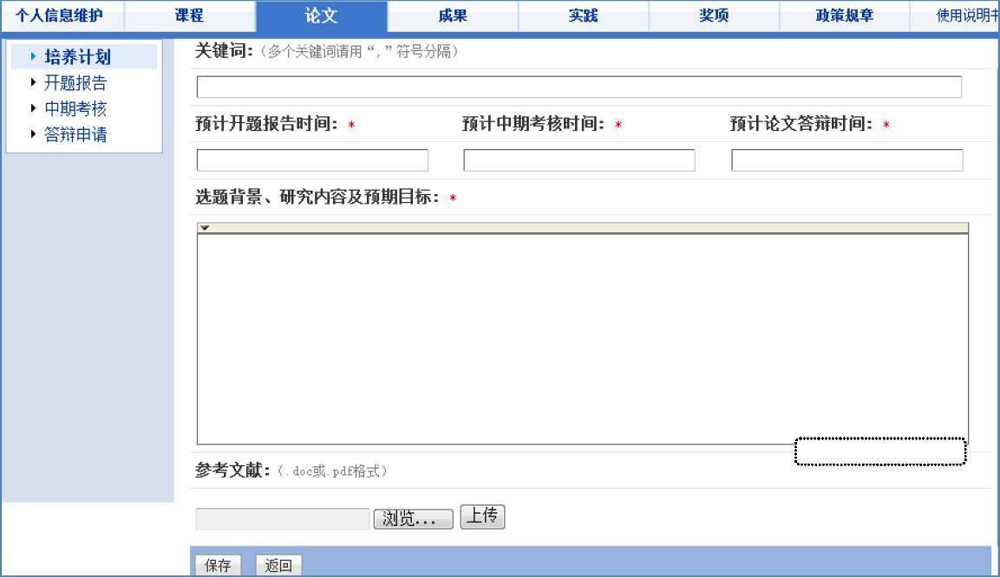 个人信息维护 课程 论文 成果 实践 奖项 政策规章 使用说明书
培养计划
开题报告
中期考核
答辩申请
关键词:（多个关键词请用“,”符号分隔）
预计开题报告时间: * 预计中期考核时间: * 预计论文答辩时间: *
选题背景、研究内容及预期目标: *
参考文献:（.doc或.pdf格式）
浏览... 上传
保存 返回